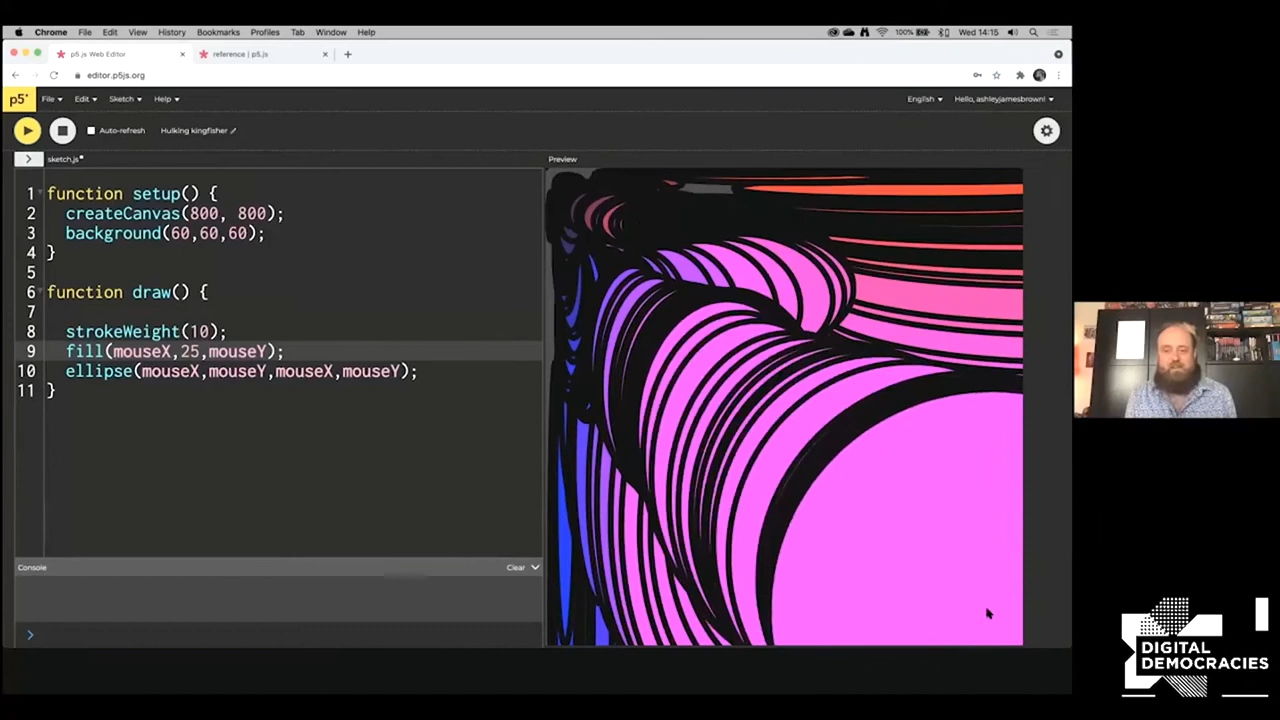 Chrome File Edit View History Bookmarks Profiles Tab Window Help 100% Wed 14:15
p5.js Web Editor reference | p5.js
editor.p5js.org
p5* File Edit Sketch Help English Hello, ashleyjamesbrown!
Auto-refresh Hulking kingfisher
sketch.js Preview
1 function setup() {
2 createCanvas(800, 800);
3 background(60,60,60);
4 }
5
6 function draw() {
7
8 strokeWeight(10);
9 fill(mouseX,25,mouseY);
10 ellipse(mouseX,mouseY,mouseX,mouseY);
11 }
Console Clear
DIGITAL
DEMOCRACIES